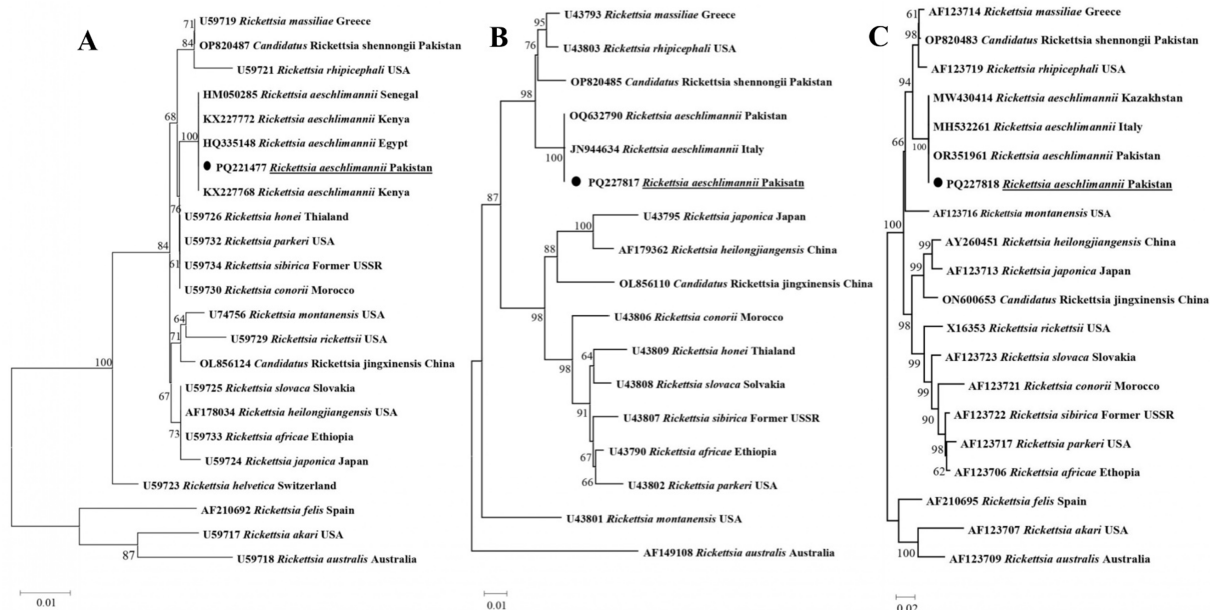 A
71
U59719 Rickettsia massiliae Greece
84
OP820487 Candidatus Rickettsia shennongii Pakistan
U59721 Rickettsia rhipicephali USA
HM050285 Rickettsia aeschlimannii Senegal
68
KX227772 Rickettsia aeschlimannii Kenya
100
HQ335148 Rickettsia aeschlimannii Egypt
PQ221477 Rickettsia aeschlimannii Pakistan
KX227768 Rickettsia aeschlimannii Kenya
76
U59726 Rickettsia honei Thialand
84
U59732 Rickettsia parkeri USA
61
U59734 Rickettsia sibirica Former USSR
U59730 Rickettsia conorii Morocco
64
U74756 Rickettsia montanensis USA
71
U59729 Rickettsia rickettsii USA
100
OL856124 Candidatus Rickettsia jingxinensis China
67
U59725 Rickettsia slovaca Slovakia
AF178034 Rickettsia heilongjiangensis USA
73
U59733 Rickettsia africae Ethiopia
U59724 Rickettsia japonica Japan
U59723 Rickettsia helvetica Switzerland
AF210692 Rickettsia felis Spain
U59717 Rickettsia akari USA
87
U59718 Rickettsia australis Australia
0.01
B
95
U43793 Rickettsia massiliae Greece
76
U43803 Rickettsia rhipicephali USA
OP820485 Candidatus Rickettsia shennongii Pakistan
98
OQ632790 Rickettsia aeschlimannii Pakistan
JN944634 Rickettsia aeschlimannii Italy
100
PQ227817 Rickettsia aeschlimannii Pakisatn
87
U43795 Rickettsia japonica Japan
100
AF179362 Rickettsia heilongjiangensis China
88
OL856110 Candidatus Rickettsia jingxinensis China
98
U43806 Rickettsia conorii Morocco
64
U43809 Rickettsia honei Thialand
98
U43808 Rickettsia slovaca Solvakia
91
U43807 Rickettsia sibirica Former USSR
67
U43790 Rickettsia africae Ethiopia
66
U43802 Rickettsia parkeri USA
U43801 Rickettsia montanensis USA
AF149108 Rickettsia australis Australia
0.01
C
61
AF123714 Rickettsia massiliae Greece
98
OP820483 Candidatus Rickettsia shennongii Pakistan
AF123719 Rickettsia rhipicephali USA
94
MW430414 Rickettsia aeschlimannii Kazakhstan
MH532261 Rickettsia aeschlimannii Italy
66
100
OR351961 Rickettsia aeschlimannii Pakistan
PQ227818 Rickettsia aeschlimannii Pakistan
AF123716 Rickettsia montanensis USA
100
99
AY260451 Rickettsia heilongjiangensis China
99
AF123713 Rickettsia japonica Japan
ON600653 Candidatus Rickettsia jingxinensis China
98
X16353 Rickettsia rickettsii USA
99
AF123723 Rickettsia slovaca Slovakia
99
AF123721 Rickettsia conorii Morocco
90
AF123722 Rickettsia sibirica Former USSR
98
AF123717 Rickettsia parkeri USA
62
AF123706 Rickettsia africae Ethopia
AF210695 Rickettsia felis Spain
AF123707 Rickettsia akari USA
100
AF123709 Rickettsia australis Australia
0.02